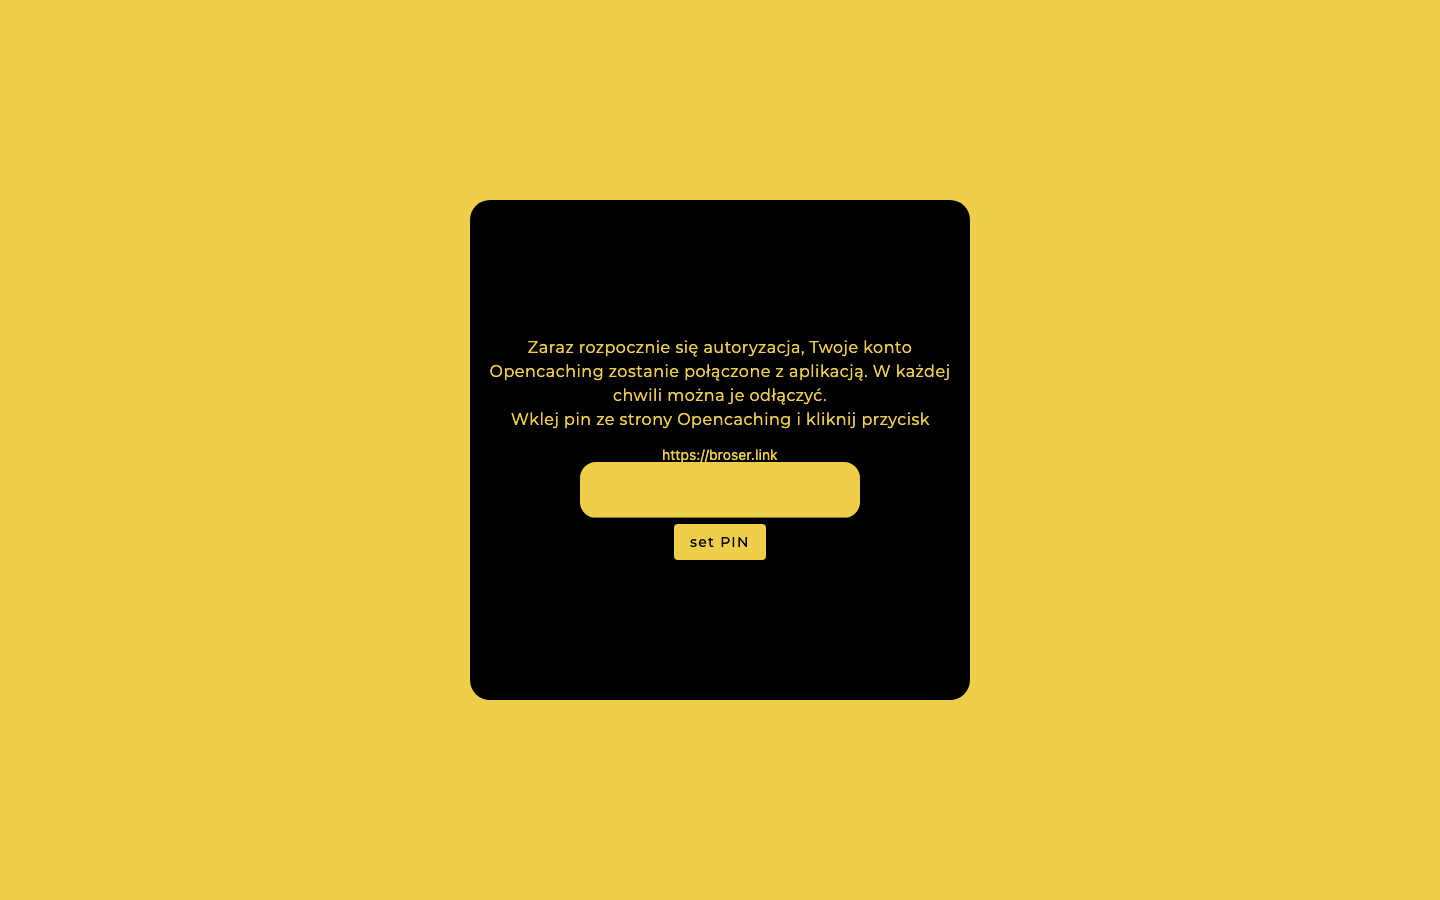 Zaraz rozpocznie się autoryzacja, Twoje konto
Opencaching zostanie połączone z aplikacją. W każdej
chwili można je odłączyć.
Wklej pin ze strony Opencaching i kliknij przycisk
https://broser.link
set PIN